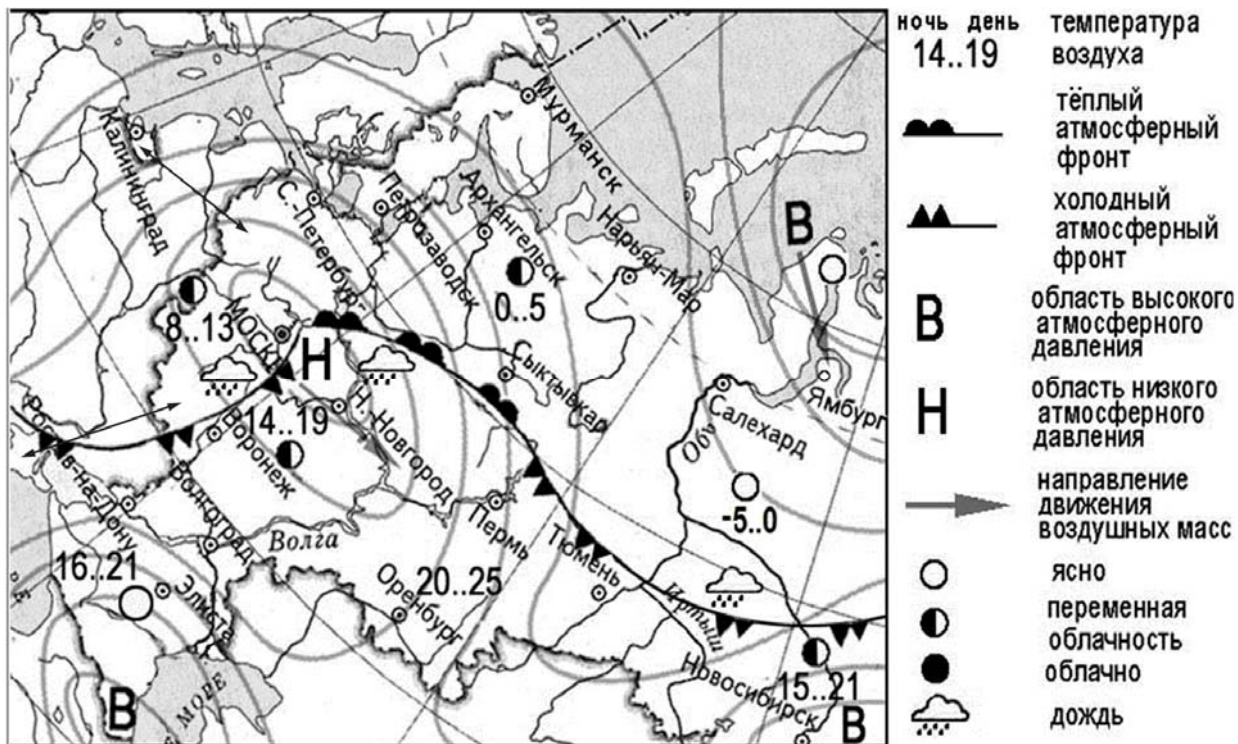 Мурманск
Калининград
С.-Петербург
Петрозаводск
Архангельск
Нарьян-Мар
В
0..5
8..13
МОСКВА
Н
Сыктывкар
Салехард
Ямбург
Обь
Н. Новгород
14..19
Воронеж
Волгоград
Волга
Пермь
Тюмень
-5..0
16..21
Элиста
Оренбург
20..25
Иртыш
Новосибирск
15..21
МОРЕ
В
В
ночь день
14..19
температура
воздуха
тёплый
атмосферный
фронт
холодный
атмосферный
фронт
В
область высокого
атмосферного
давления
Н
область низкого
атмосферного
давления
направление
движения
воздушных масс
ясно
переменная
облачность
облачно
дождь